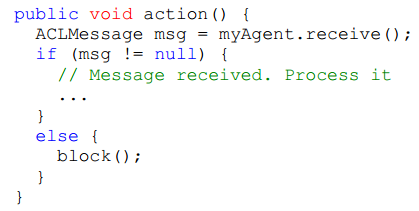 public void action() {
  ACLMessage msg = myAgent.receive();
  if (msg != null) {
    // Message received. Process it
    ...
  }
  else {
    block();
  }
}